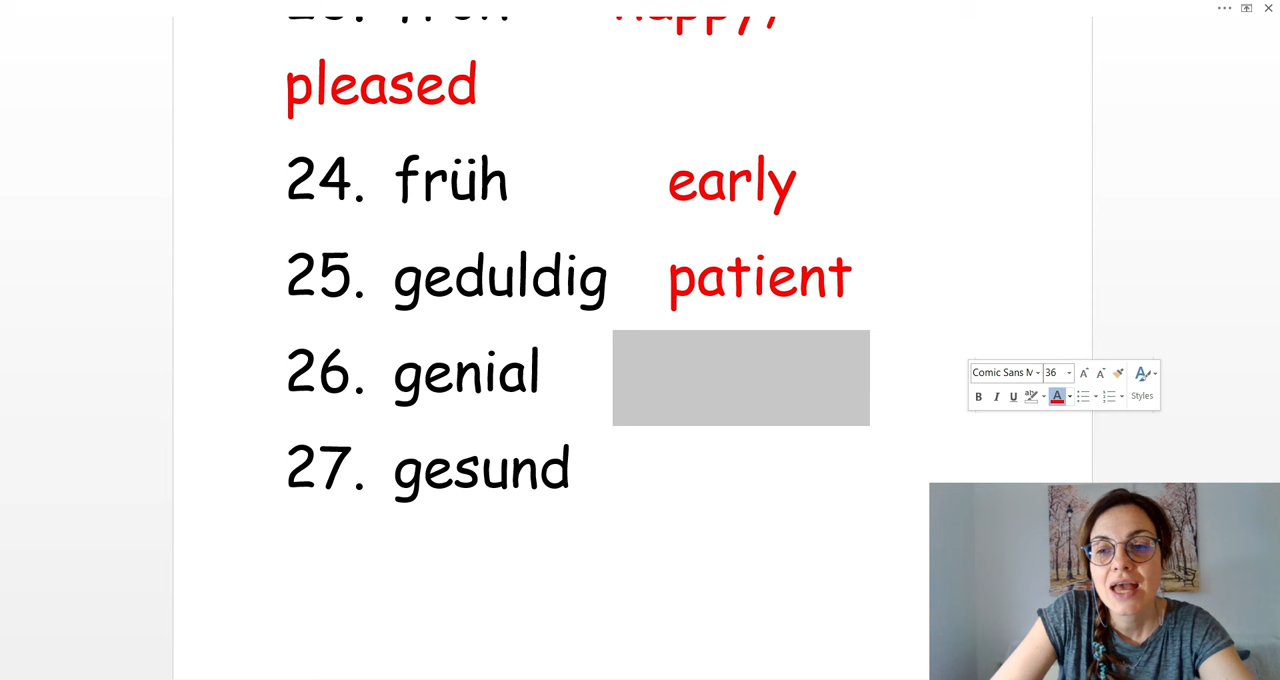 pleased
24. früh early
25. geduldig patient
26. genial
27. gesund
Comic Sans M 36
B I U A Styles